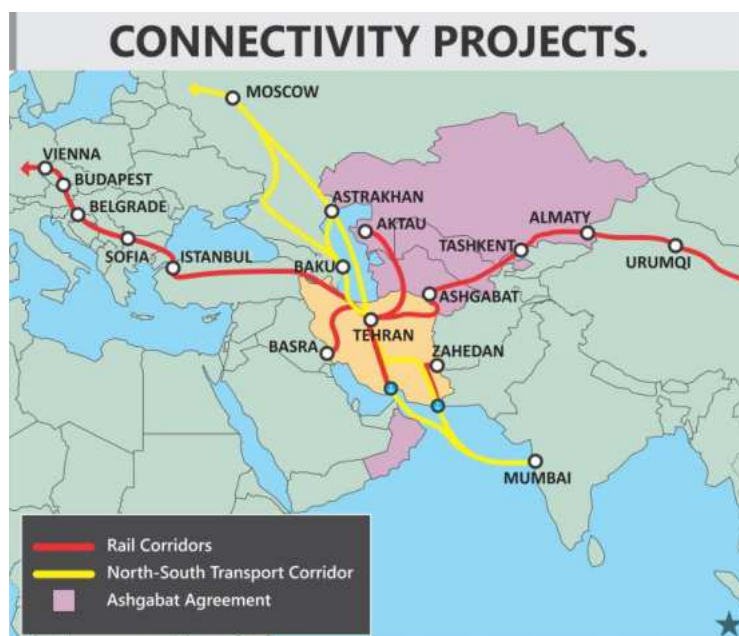 CONNECTIVITY PROJECTS.
MOSCOW
VIENNA
BUDAPEST
BELGRADE
SOFIA
ISTANBUL
ASTRAKHAN
AKTAU
BAKU
TASHKENT
ALMATY
URUMQI
ASHGABAT
TEHRAN
BASRA
ZAHEDAN
MUMBAI
Rail Corridors
North-South Transport Corridor
Ashgabat Agreement